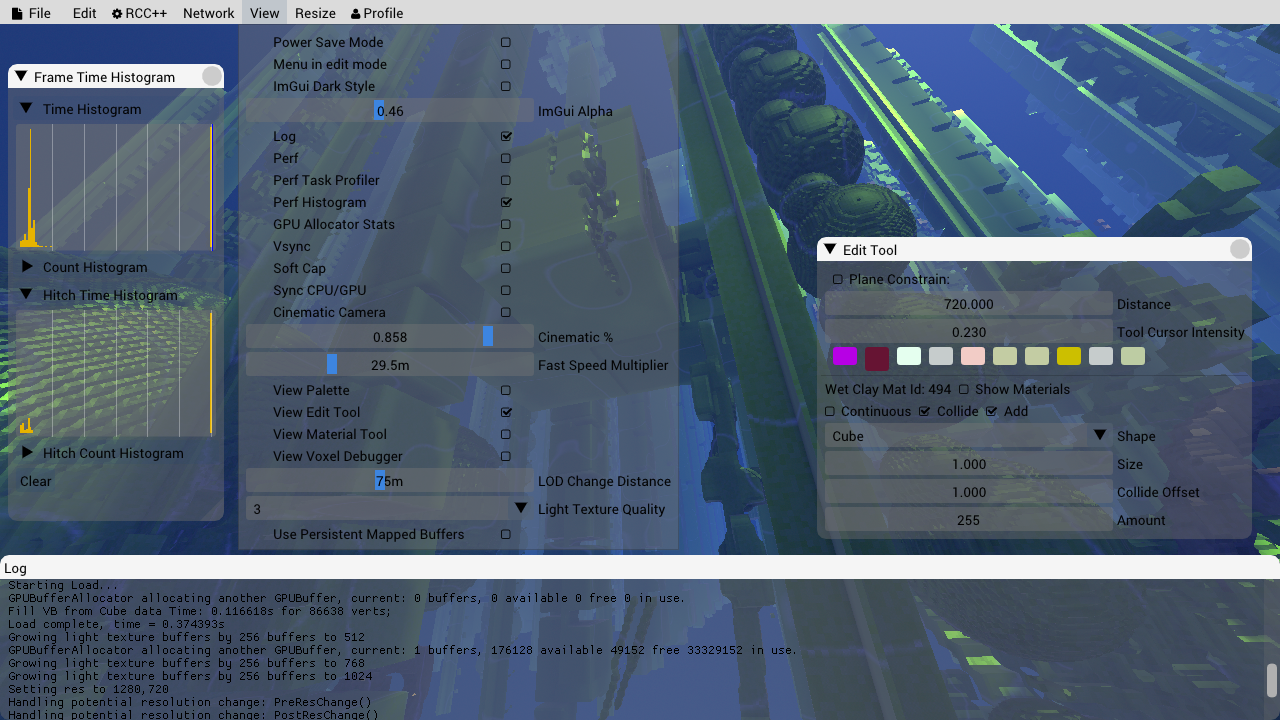 File Edit RCC++ Network View Resize Profile
Frame Time Histogram
Time Histogram
Count Histogram
Hitch Time Histogram
Hitch Count Histogram
Clear
Power Save Mode
Menu in edit mode
ImGui Dark Style
0.46 ImGui Alpha
Log
Perf
Perf Task Profiler
Perf Histogram
GPU Allocator Stats
Vsync
Soft Cap
Sync CPU/GPU
Cinematic Camera
0.858 Cinematic %
29.5m Fast Speed Multiplier
View Palette
View Edit Tool
View Material Tool
View Voxel Debugger
75m LOD Change Distance
3 Light Texture Quality
Use Persistent Mapped Buffers
Edit Tool
Plane Constrain:
720.000 Distance
0.230 Tool Cursor Intensity
Wet Clay Mat Id: 494 Show Materials
Continuous Collide Add
Cube Shape
1.000 Size
1.000 Collide Offset
255 Amount
Log
Starting Load...
GPUBufferAllocator allocating another GPUBuffer, current: 0 buffers, 0 available 0 free 0 in use.
Fill VB from Cube data Time: 0.116618s for 86638 verts;
Load complete, time = 0.374393s
Growing light texture buffers by 256 buffers to 512
GPUBufferAllocator allocating another GPUBuffer, current: 1 buffers, 176128 available 49152 free 33329152 in use.
Growing light texture buffers by 256 buffers to 768
Growing light texture buffers by 256 buffers to 1024
Setting res to 1280,720
Handling potential resolution change: PreResChange()
Handling potential resolution change: PostResChange()